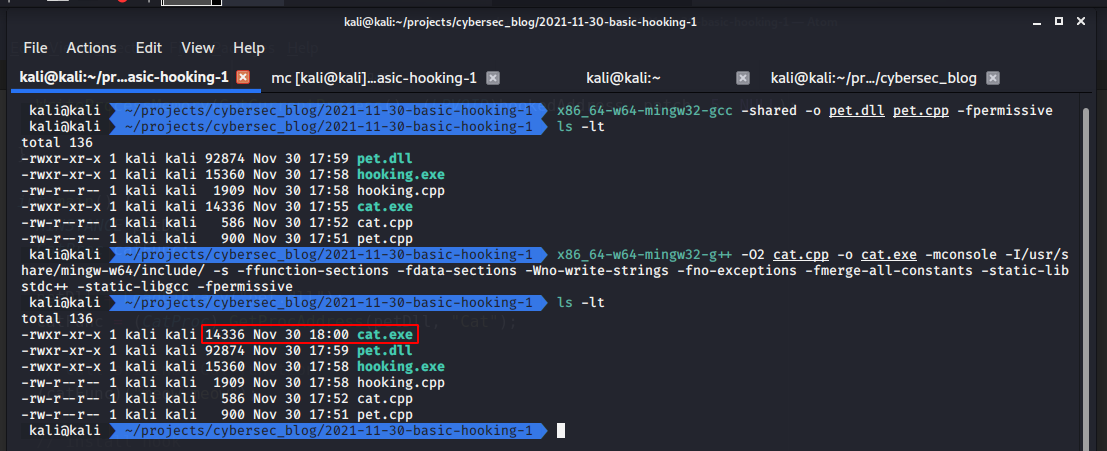 kali@kali:~/projects/cybersec_blog/2021-11-30-basic-hooking-1
File Actions Edit View Help
kali@kali:~/pr...asic-hooking-1 mc [kali@kali]...asic-hooking-1 kali@kali:~ kali@kali:~/pr.../cybersec_blog
kali@kali ~/projects/cybersec_blog/2021-11-30-basic-hooking-1 x86_64-w64-mingw32-gcc -shared -o pet.dll pet.cpp -fpermissive
kali@kali ~/projects/cybersec_blog/2021-11-30-basic-hooking-1 ls -lt
total 136
-rwxr-xr-x 1 kali kali 92874 Nov 30 17:59 pet.dll
-rwxr-xr-x 1 kali kali 15360 Nov 30 17:58 hooking.exe
-rw-r--r-- 1 kali kali 1909 Nov 30 17:58 hooking.cpp
-rwxr-xr-x 1 kali kali 14336 Nov 30 17:55 cat.exe
-rw-r--r-- 1 kali kali 586 Nov 30 17:52 cat.cpp
-rw-r--r-- 1 kali kali 900 Nov 30 17:51 pet.cpp
kali@kali ~/projects/cybersec_blog/2021-11-30-basic-hooking-1 x86_64-w64-mingw32-g++ -O2 cat.cpp -o cat.exe -mconsole -I/usr/s
hare/mingw-w64/include/ -s -ffunction-sections -fdata-sections -Wno-write-strings -fno-exceptions -fmerge-all-constants -static-lib
stdc++ -static-libgcc -fpermissive
kali@kali ~/projects/cybersec_blog/2021-11-30-basic-hooking-1 ls -lt
total 136
-rwxr-xr-x 1 kali kali 14336 Nov 30 18:00 cat.exe
-rwxr-xr-x 1 kali kali 92874 Nov 30 17:59 pet.dll
-rwxr-xr-x 1 kali kali 15360 Nov 30 17:58 hooking.exe
-rw-r--r-- 1 kali kali 1909 Nov 30 17:58 hooking.cpp
-rw-r--r-- 1 kali kali 586 Nov 30 17:52 cat.cpp
-rw-r--r-- 1 kali kali 900 Nov 30 17:51 pet.cpp
kali@kali ~/projects/cybersec_blog/2021-11-30-basic-hooking-1